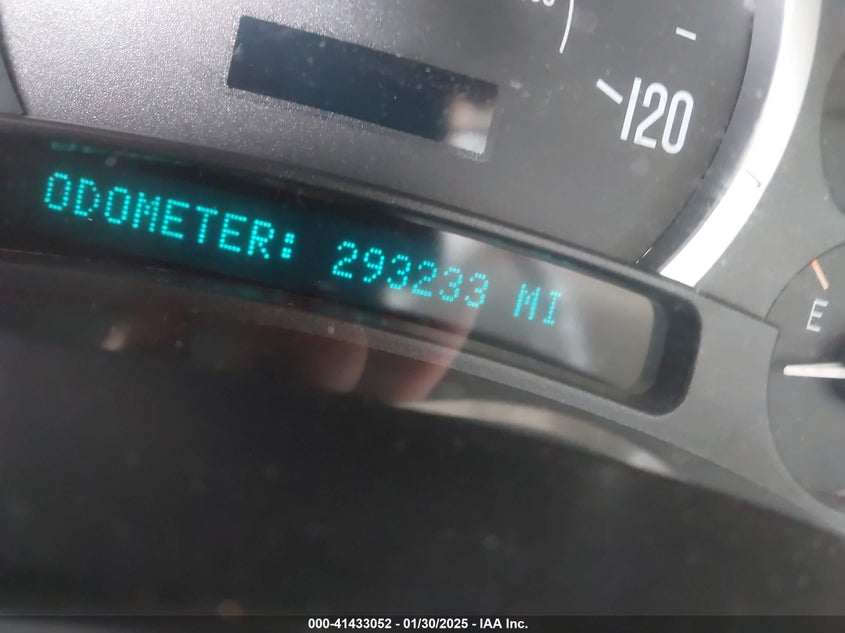 120
ODOMETER: 293233 MI
E
000-41433052 - 01/30/2025 - IAA Inc.